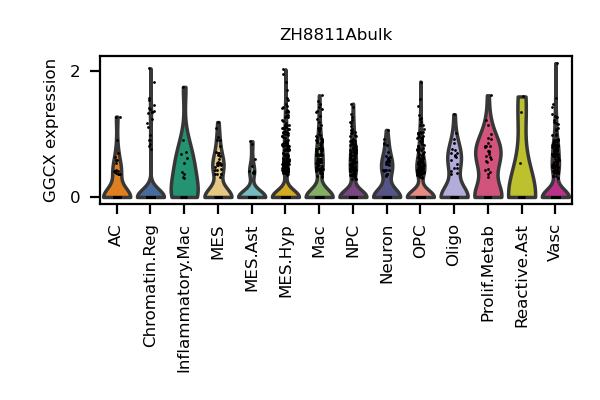 ZH8811Abulk
GGCX expression
2
0
AC
Chromatin.Reg
Inflammatory.Mac
MES
MES.Ast
MES.Hyp
Mac
NPC
Neuron
OPC
Oligo
Prolif.Metab
Reactive.Ast
Vasc